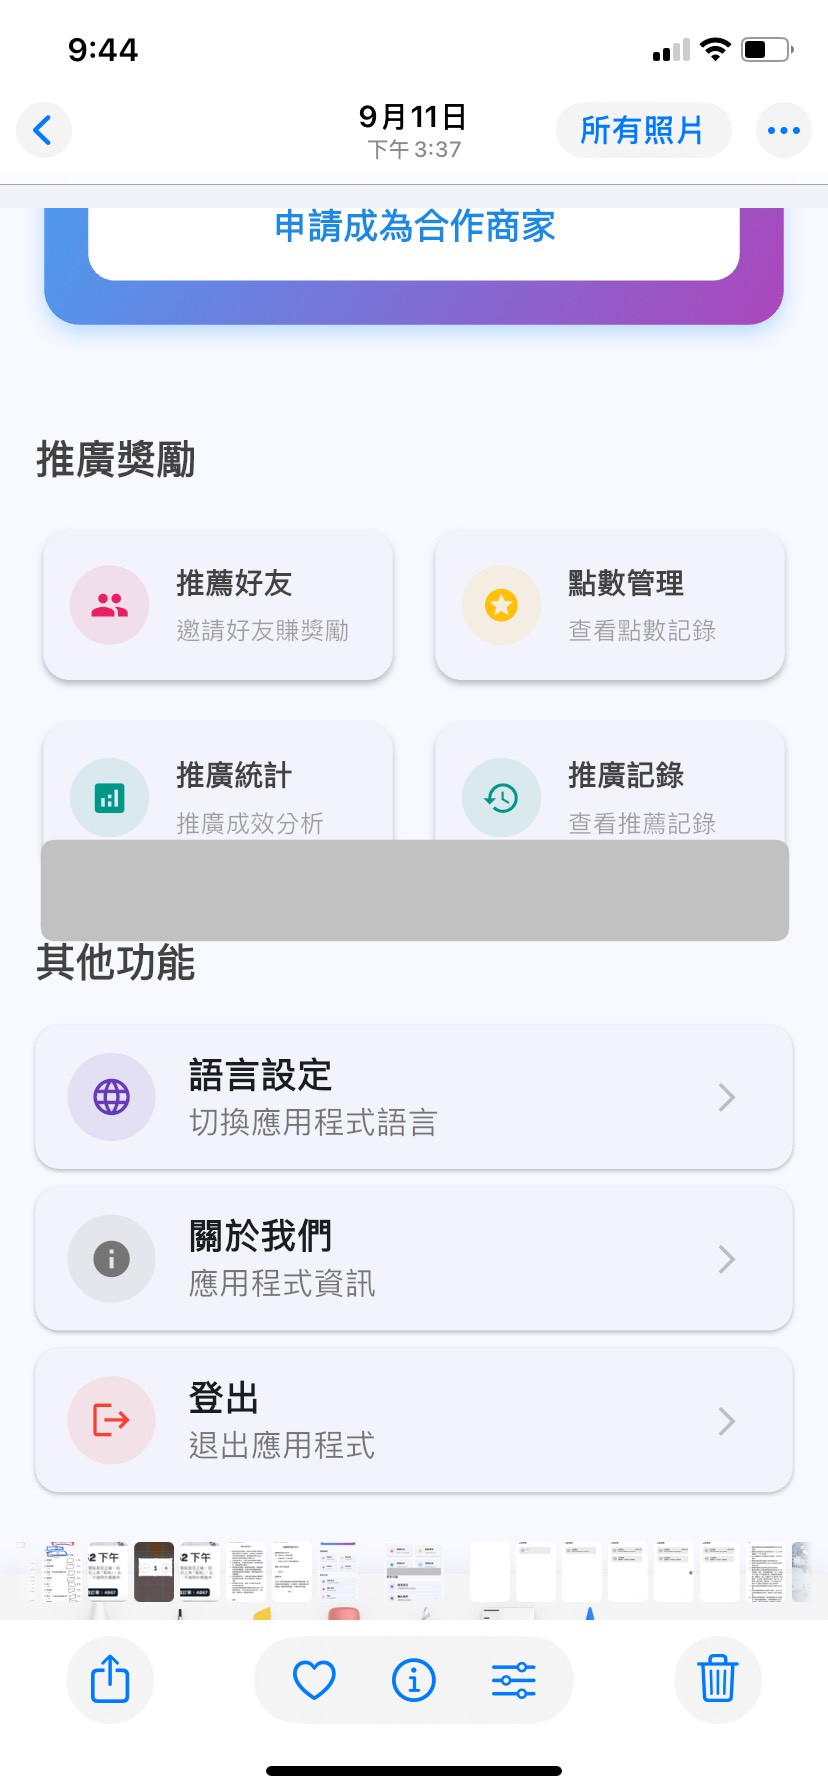 9:44
9月11日
下午3:37
所有照片
申請成為合作商家
推廣獎勵
推薦好友
邀請好友賺獎勵
點數管理
查看點數記錄
推廣統計
推廣成效分析
推廣記錄
查看推薦記錄
其他功能
語言設定
切換應用程式語言
關於我們
應用程式資訊
登出
退出應用程式